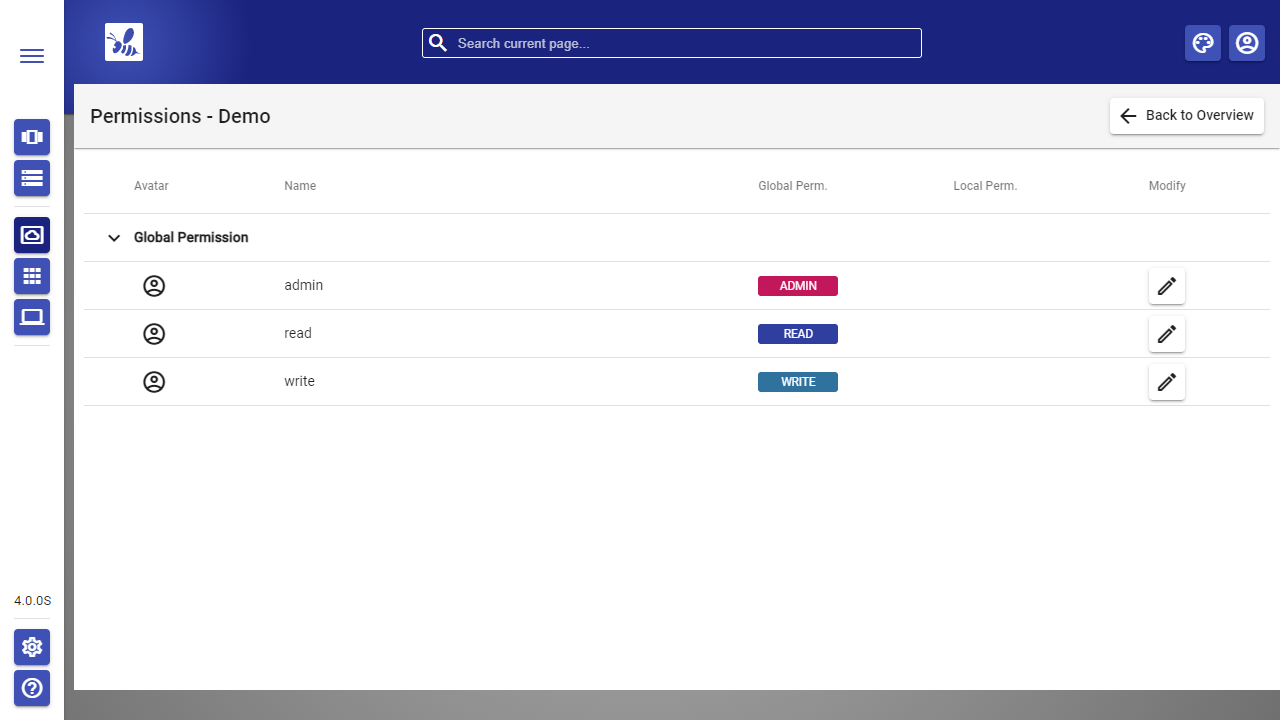 Search current page...
Permissions - Demo
Back to Overview
Avatar Name Global Perm. Local Perm. Modify
Global Permission
admin ADMIN
read READ
write WRITE
4.0.0S